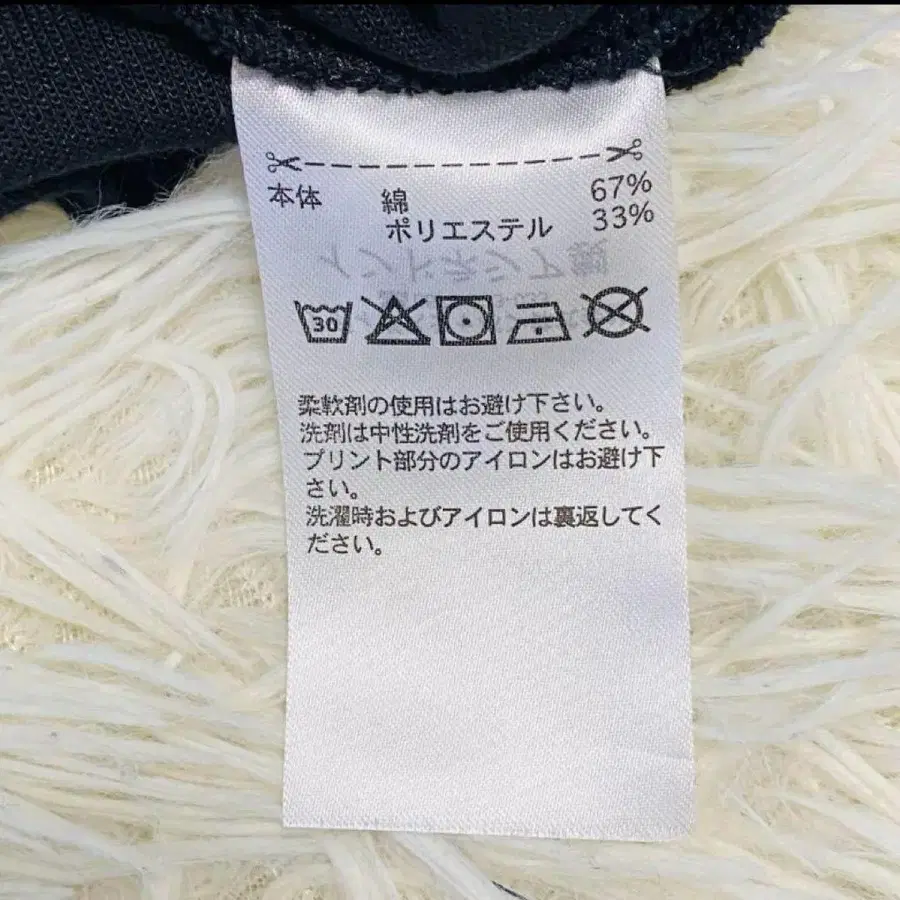 本体 綿 67%
ポリエステル 33%
30
柔軟剤の使用はお避け下さい。
洗剤は中性洗剤をご使用ください。
プリント部分のアイロンはお避け下
さい。
洗濯時およびアイロンは裏返してく
ださい。